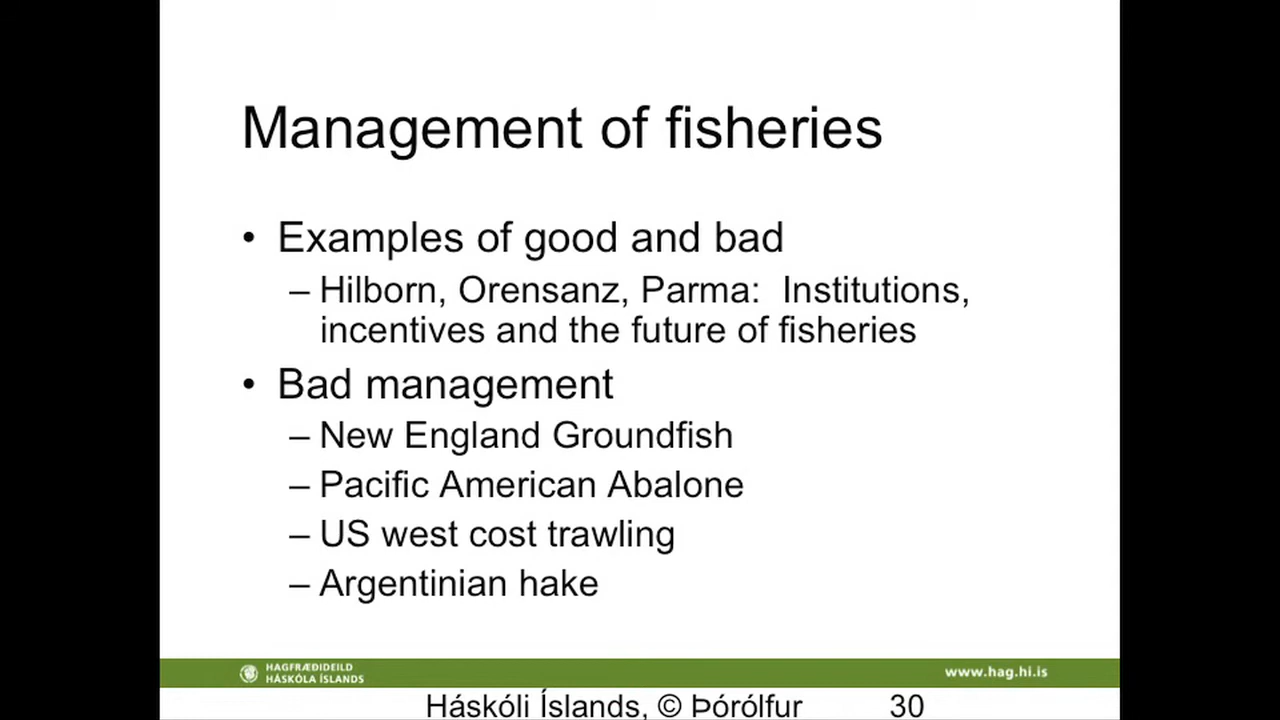 Management of fisheries
• Examples of good and bad
– Hilborn, Orensanz, Parma:  Institutions,
incentives and the future of fisheries
• Bad management
– New England Groundfish
– Pacific American Abalone
– US west cost trawling
– Argentinian hake
HAGFRÆÐIDEILD
HÁSKÓLA ÍSLANDS
www.hag.hi.is
Háskóli Íslands, © Þórólfur
30